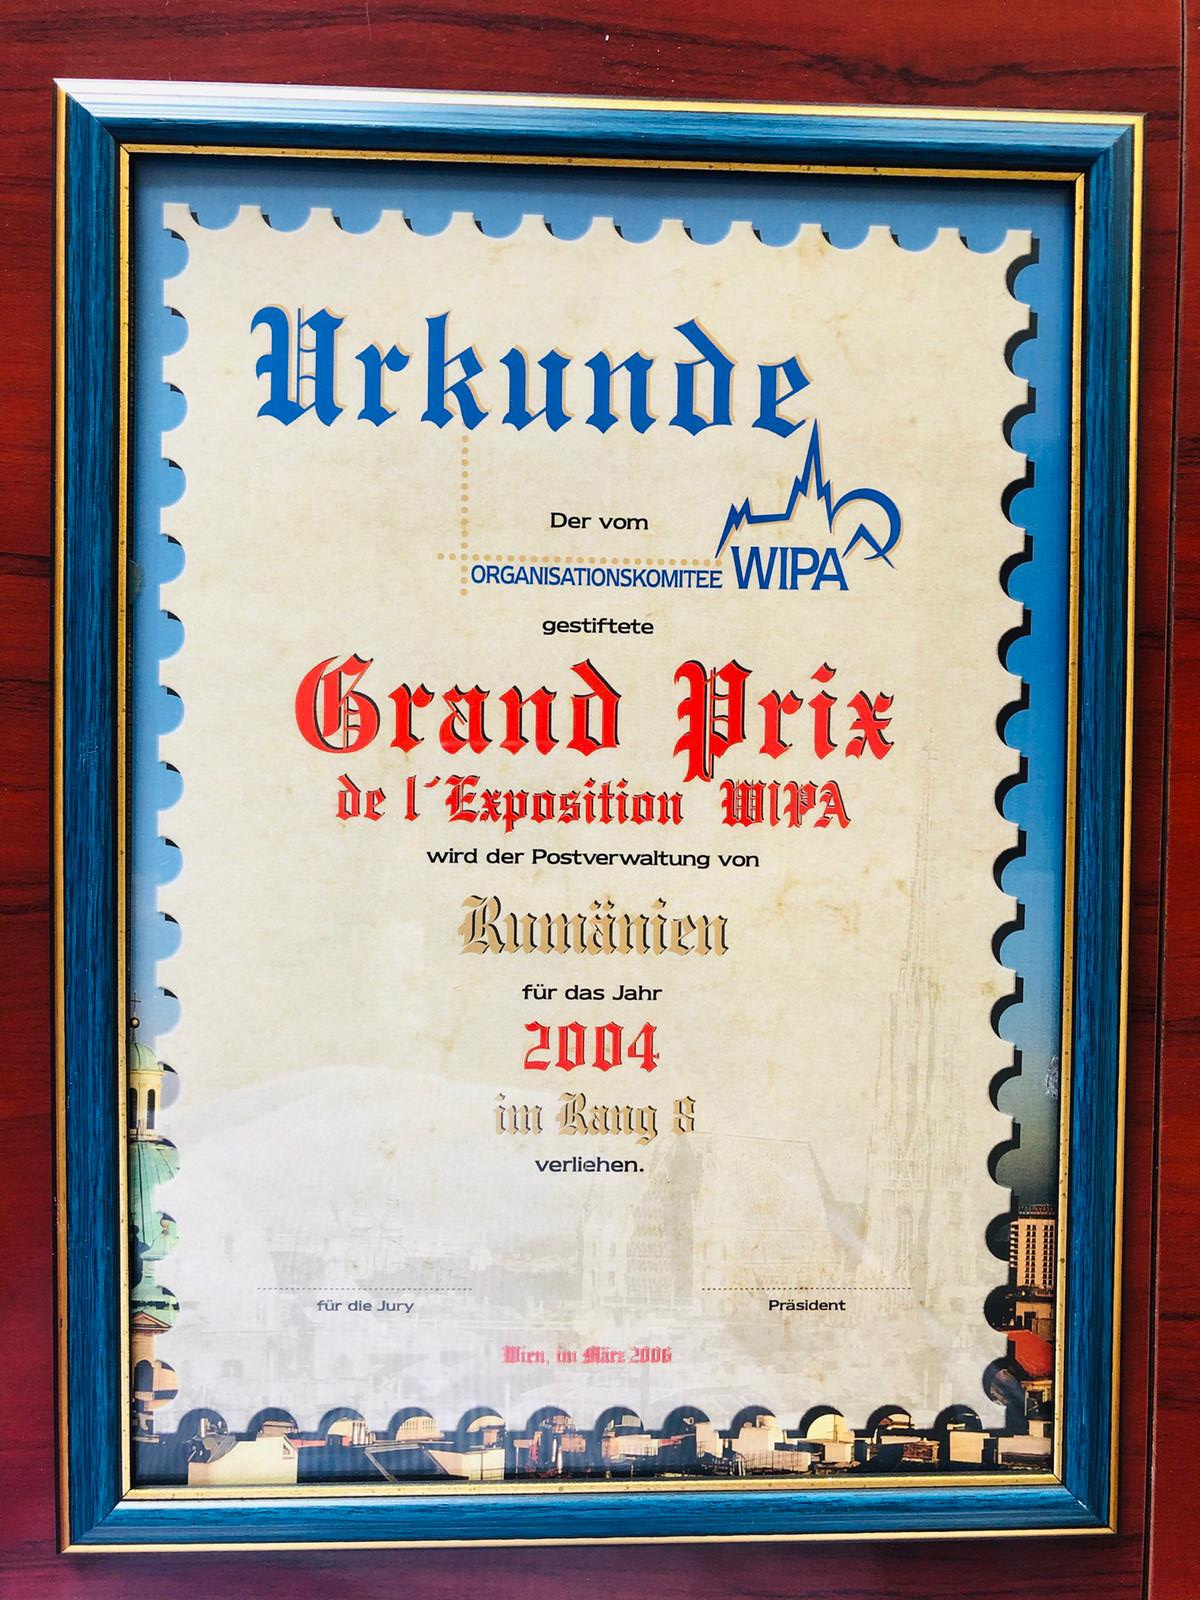 Urkunde
Der vom
ORGANISATIONSKOMITEE WIPA
gestiftete
Grand Prix
de l´Exposition WIPA
wird der Postverwaltung von
Rumänien
für das Jahr
2004
im Rang 8
verliehen.
für die Jury
Präsident
Wien, im März 2006